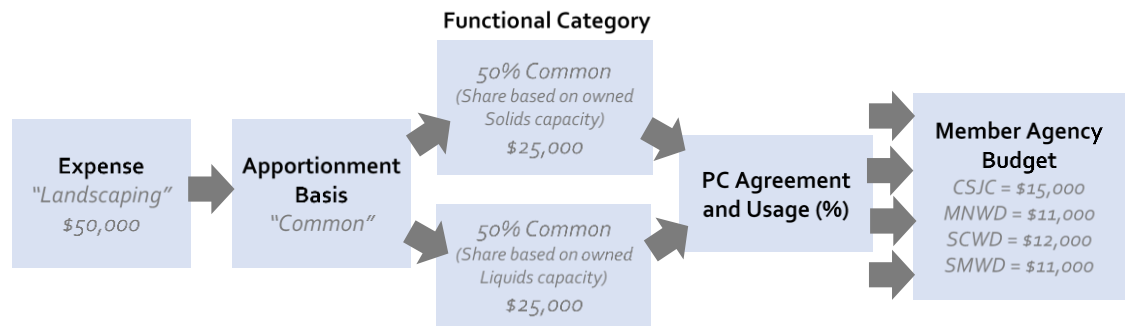 Functional Category
Expense
“Landscaping”
$50,000
Apportionment
Basis
“Common”
50% Common
(Share based on owned
Solids capacity)
$25,000
50% Common
(Share based on owned
Liquids capacity)
$25,000
PC Agreement
and Usage (%)
Member Agency
Budget
CSJC = $15,000
MNWD = $11,000
SCWD = $12,000
SMWD = $11,000